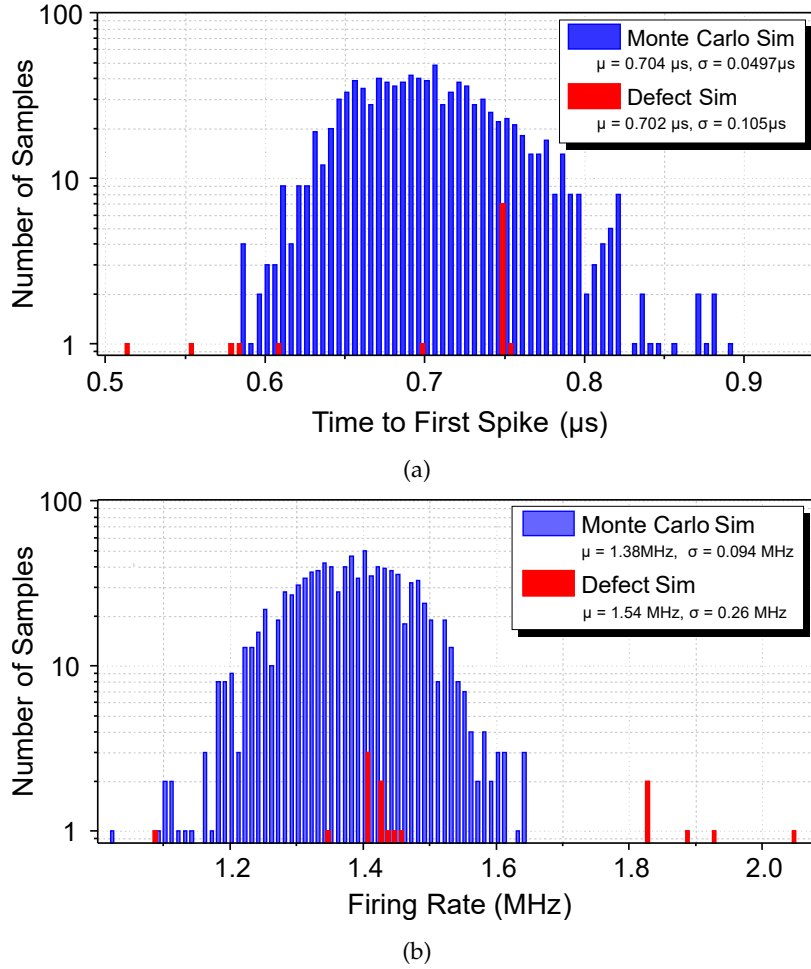 100
10
1
Number of Samples
Monte Carlo Sim
μ = 0.704 μs, σ = 0.0497μs
Defect Sim
μ = 0.702 μs, σ = 0.105μs
0.5 0.6 0.7 0.8 0.9
Time to First Spike (μs)
(a)
100
10
1
Number of Samples
Monte Carlo Sim
μ = 1.38MHz, σ = 0.094 MHz
Defect Sim
μ = 1.54 MHz, σ = 0.26 MHz
1.2 1.4 1.6 1.8 2.0
Firing Rate (MHz)
(b)